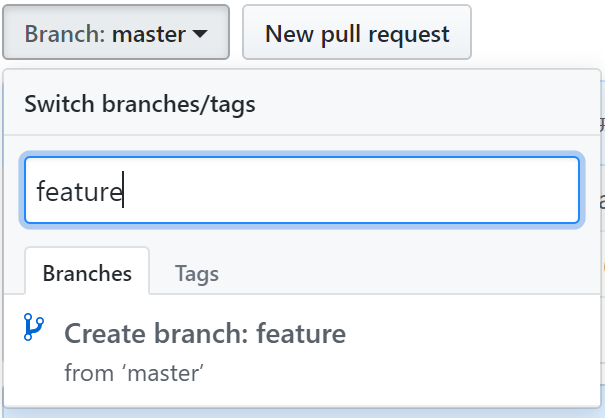 Branch: master New pull request
Switch branches/tags
feature
Branches Tags
Create branch: feature
from ‘master’